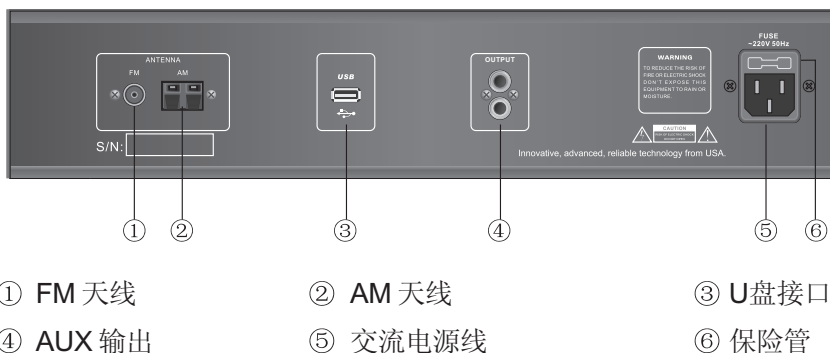 FUSE
~220V 50Hz
ANTENNA
FM AM
USB
OUTPUT
WARNING
TO REDUCE THE RISK OF
FIRE OR ELECTRIC SHOCK
DON'T EXPOSE THIS
EQUIPMENT TO RAIN OR
MOISTURE.
CAUTION
S/N:
Innovative, advanced, reliable technology from USA.
① ② ③ ④ ⑤ ⑥
① FM 天线 ② AM 天线 ③ U盘接口
④ AUX 输出 ⑤ 交流电源线 ⑥ 保险管